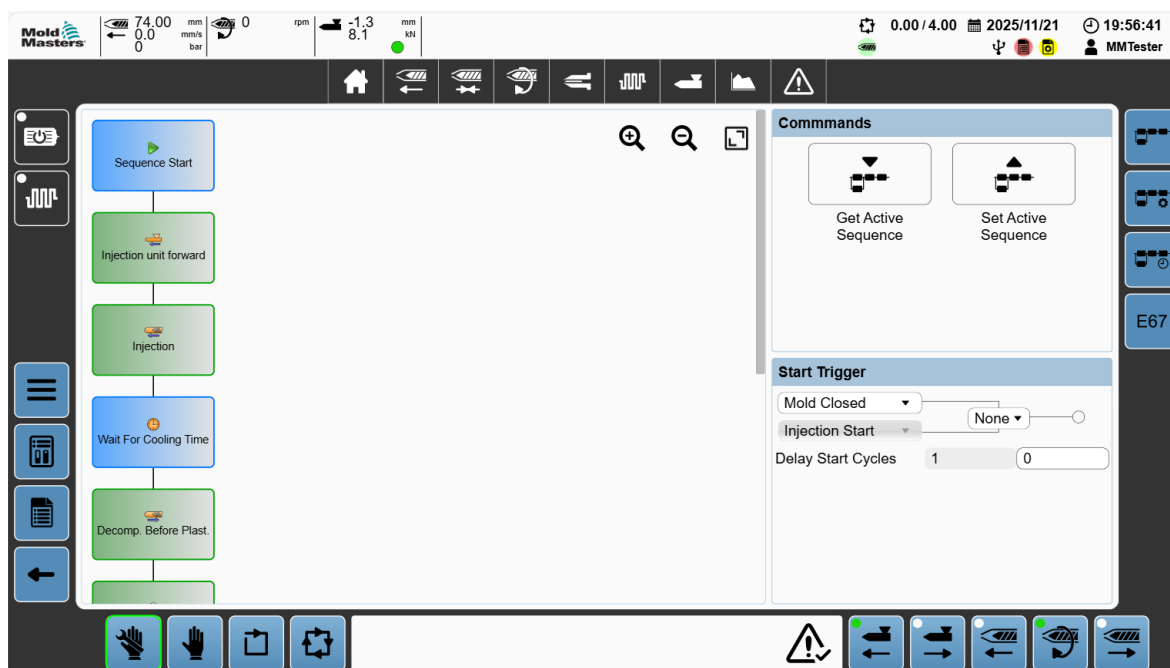 Mold
Masters
74.00 mm
0.0 mm/s
0 bar
0 rpm
-1.3 mm
8.1 kN
0.00 / 4.00
2025/11/21
19:56:41
MMTester
Sequence Start
Injection unit forward
Injection
Wait For Cooling Time
Decomp. Before Plast.
Commmands
Get Active
Sequence
Set Active
Sequence
Start Trigger
Mold Closed
None
Injection Start
Delay Start Cycles 1 0
E67